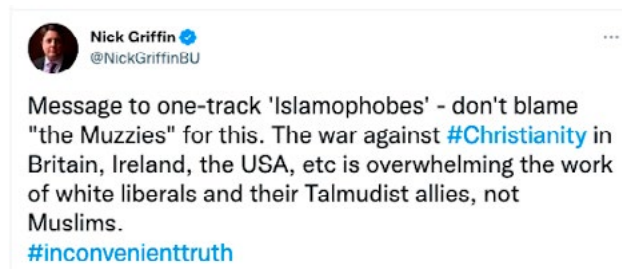 Nick Griffin
@NickGriffinBU
Message to one-track 'Islamophobes' - don't blame
"the Muzzies" for this. The war against #Christianity in
Britain, Ireland, the USA, etc is overwhelming the work
of white liberals and their Talmudist allies, not
Muslims.
#inconvenienttruth